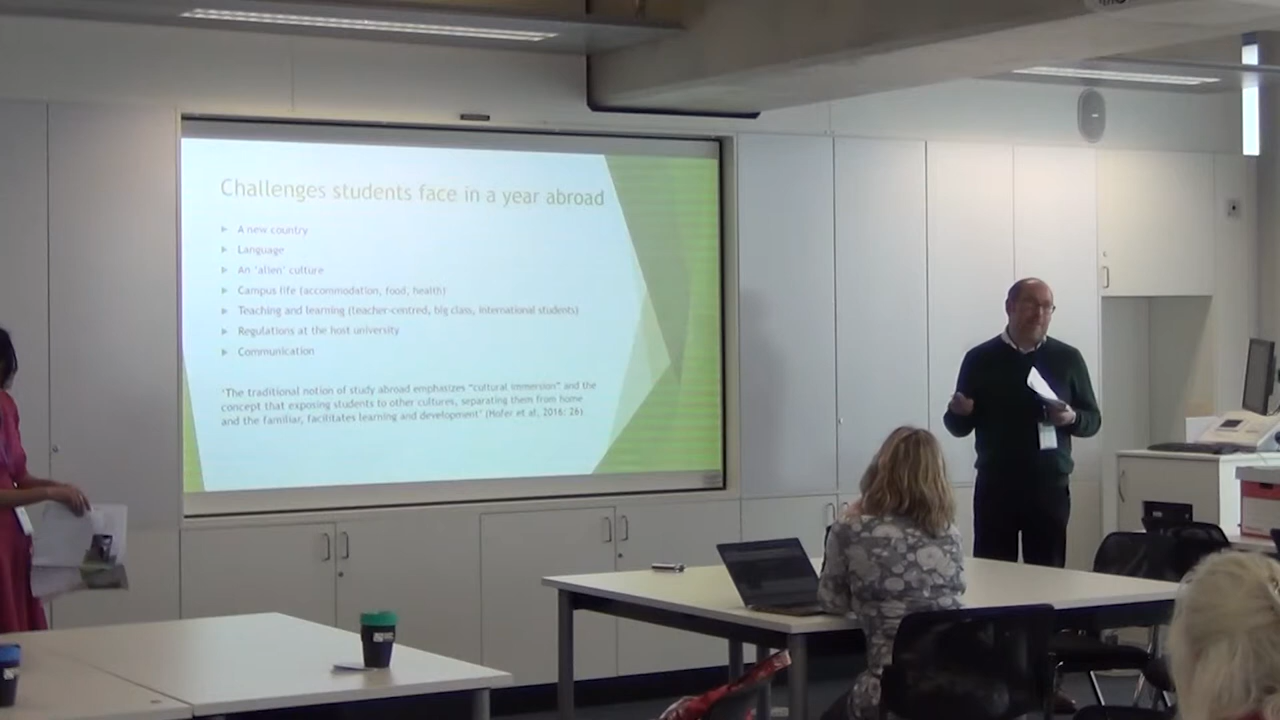 Challenges students face in a year abroad
A new country
Language
An 'alien' culture
Campus life (accommodation, food, health)
Teaching and learning (teacher-centred, big class, international students)
Regulations at the host university
Communication
'The traditional notion of study abroad emphasizes "cultural immersion" and the
concept that exposing students to other cultures, separating them from home
and the familiar, facilitates learning and development' (Hofer et al, 2016: 26)